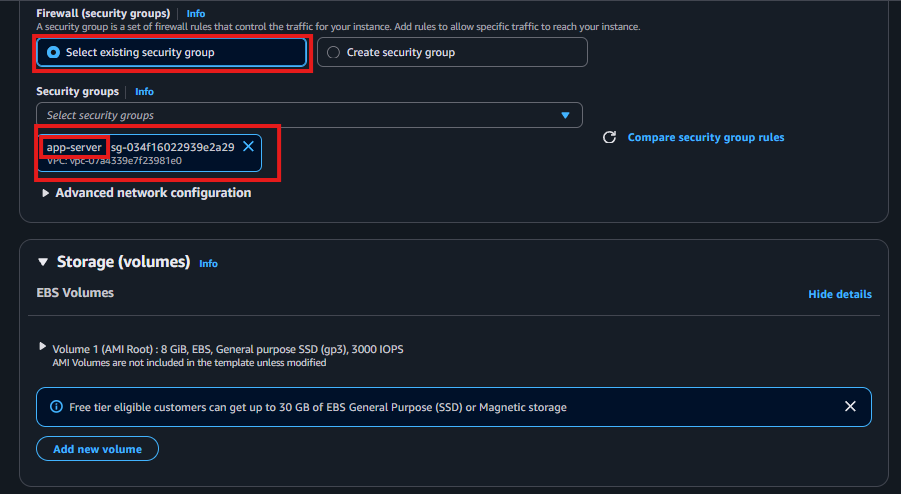 Firewall (security groups) Info
A security group is a set of firewall rules that control the traffic for your instance. Add rules to allow specific traffic to reach your instance.
Select existing security group Create security group
Security groups Info
Select security groups
app-server sg-034f16022939e2a29
VPC: vpc-07a4339e7f23981e0
Compare security group rules
Advanced network configuration
Storage (volumes) Info
EBS Volumes Hide details
Volume 1 (AMI Root) : 8 GiB, EBS, General purpose SSD (gp3), 3000 IOPS
AMI Volumes are not included in the template unless modified
Free tier eligible customers can get up to 30 GB of EBS General Purpose (SSD) or Magnetic storage
Add new volume